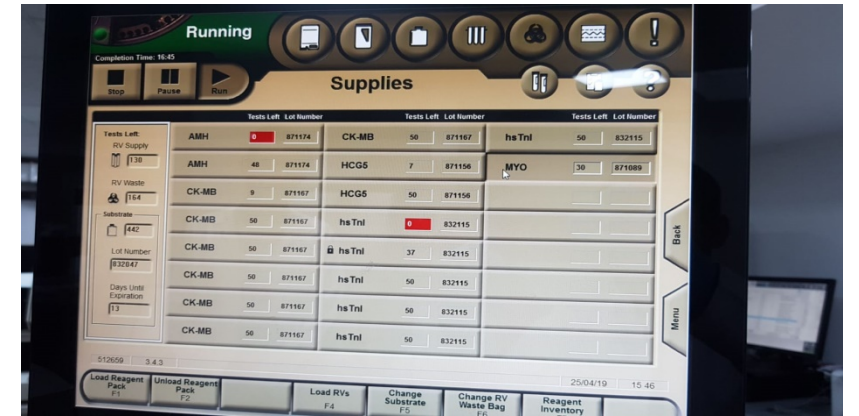 Running
Completion Time: 16:45
Stop
Pause
Run
Supplies
Tests Left Lot Number
Tests Left Lot Number
Tests Left Lot Number
Tests Left:
RV Supply
130
RV Waste
164
Substrate
442
Lot Number
832047
Days Until
Expiration
13
AMH 0 871174
AMH 48 871174
CK-MB 9 871167
CK-MB 50 871167
CK-MB 50 871167
CK-MB 50 871167
CK-MB 50 871167
CK-MB 50 871167
CK-MB 50 871167
HCG5 7 871156
HCG5 50 871156
hsTnI 0 832115
hsTnI 37 832115
hsTnI 50 832115
hsTnI 50 832115
hsTnI 50 832115
hsTnI 50 832115
MYO 30 871089
Back
Menu
512659 3.4.3
25/04/19 15 46
Load Reagent
Pack
F1
Unload Reagent
Pack
F2
Load RVs
F4
Change
Substrate
F5
Change RV
Waste Bag
F6
Reagent
Inventory